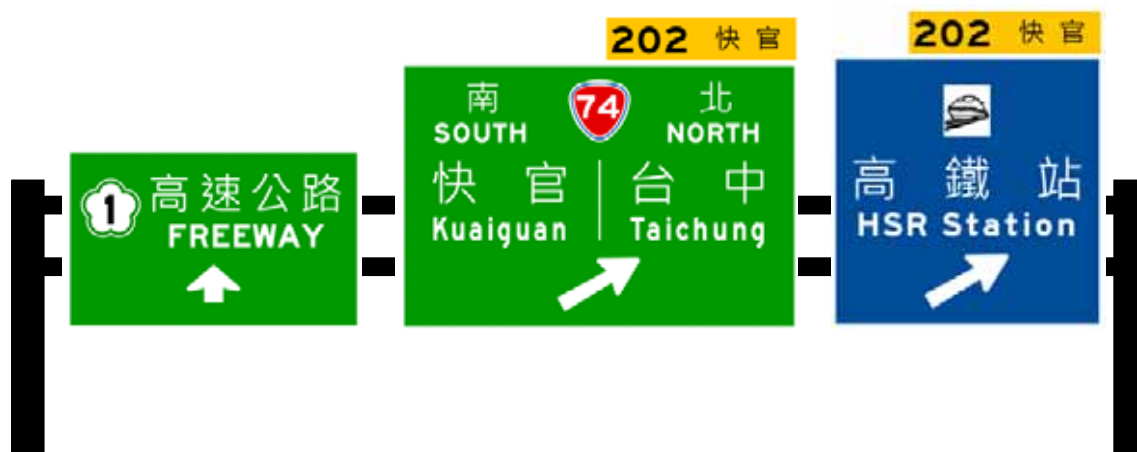 1 高速公路
FREEWAY
202 快官
南 74 北
SOUTH NORTH
快官 台中
Kuaiguan Taichung
202 快官
高鐵站
HSR Station